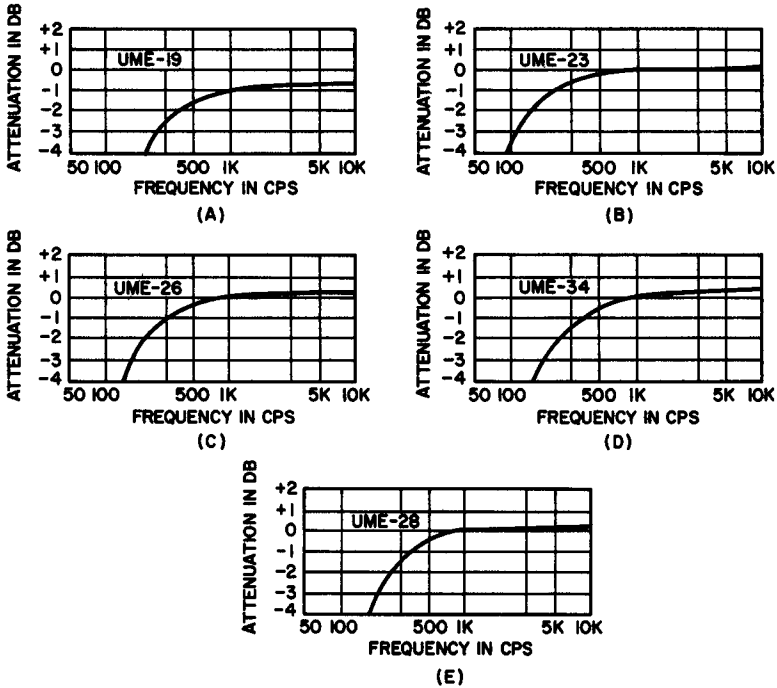 ATTENUATION IN DB
+2
+1
0
-1
-2
-3
-4
UME-19
50 100 500 1K 5K 10K
FREQUENCY IN CPS
(A)
ATTENUATION IN DB
+2
+1
0
-1
-2
-3
-4
UME-23
50 100 500 1K 5K 10K
FREQUENCY IN CPS
(B)
ATTENUATION IN DB
+2
+1
0
-1
-2
-3
-4
UME-26
50 100 500 1K 5K 10K
FREQUENCY IN CPS
(C)
ATTENUATION IN DB
+2
+1
0
-1
-2
-3
-4
UME-34
50 100 500 1K 5K 10K
FREQUENCY IN CPS
(D)
ATTENUATION IN DB
+2
+1
0
-1
-2
-3
-4
UME-28
50 100 500 1K 5K 10K
FREQUENCY IN CPS
(E)